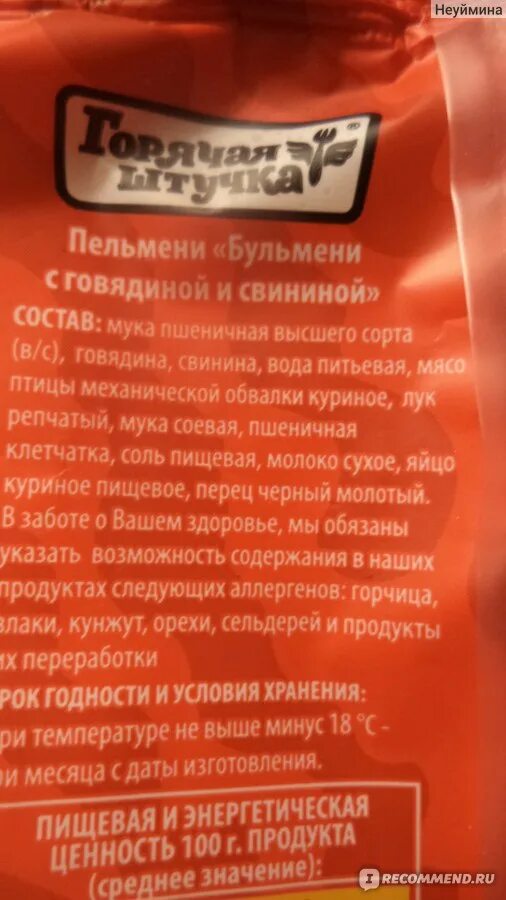 Неуймина
Горячая
штучка®
Пельмени «Бульмени
с говядиной и свининой»
СОСТАВ: мука пшеничная высшего сорта
(в/с), говядина, свинина, вода питьевая, мясо
птицы механической обвалки куриное, лук
репчатый, мука соевая, пшеничная
клетчатка, соль пищевая, молоко сухое, яйцо
куриное пищевое, перец черный молотый.
В заботе о Вашем здоровье, мы обязаны
указать возможность содержания в наших
продуктах следующих аллергенов: горчица,
злаки, кунжут, орехи, сельдерей и продукты
их переработки
РОК ГОДНОСТИ И УСЛОВИЯ ХРАНЕНИЯ:
ри температуре не выше минус 18 °С -
ри месяца с даты изготовления.
ПИЩЕВАЯ И ЭНЕРГЕТИЧЕСКАЯ
ЦЕННОСТЬ 100 г. ПРОДУКТА
(среднее значение):
IRECOMMEND.RU